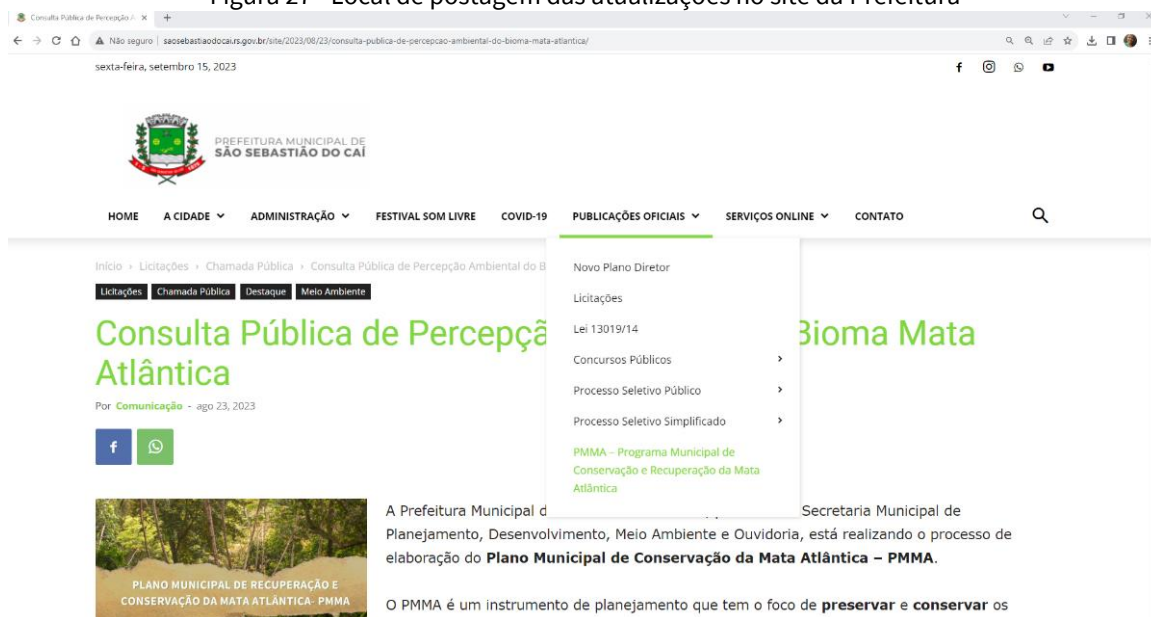 Figura 27 - Local de postagem das atualizações no site da Prefeitura
Consulta Pública de Percepção A
Não seguro | saosebastiaodocai.rs.gov.br/site/2023/08/23/consulta-publica-de-percepcao-ambiental-do-bioma-mata-atlantica/
sexta-feira, setembro 15, 2023
PREFEITURA MUNICIPAL DE
SÃO SEBASTIÃO DO CAÍ
HOME A CIDADE ADMINISTRAÇÃO FESTIVAL SOM LIVRE COVID-19 PUBLICAÇÕES OFICIAIS SERVIÇOS ONLINE CONTATO
Início › Licitações › Chamada Pública › Consulta Pública de Percepção Ambiental do B
Licitações Chamada Pública Destaque Meio Ambiente
Consulta Pública de Percepçã Bioma Mata
Atlântica
Por Comunicação - ago 23, 2023
Novo Plano Diretor
Licitações
Lei 13019/14
Concursos Públicos
Processo Seletivo Público
Processo Seletivo Simplificado
PMMA – Programa Municipal de
Conservação e Recuperação da Mata
Atlântica
PLANO MUNICIPAL DE RECUPERAÇÃO E
CONSERVAÇÃO DA MATA ATLÂNTICA- PMMA
A Prefeitura Municipal d Secretaria Municipal de
Planejamento, Desenvolvimento, Meio Ambiente e Ouvidoria, está realizando o processo de
elaboração do Plano Municipal de Conservação da Mata Atlântica – PMMA.
O PMMA é um instrumento de planejamento que tem o foco de preservar e conservar os